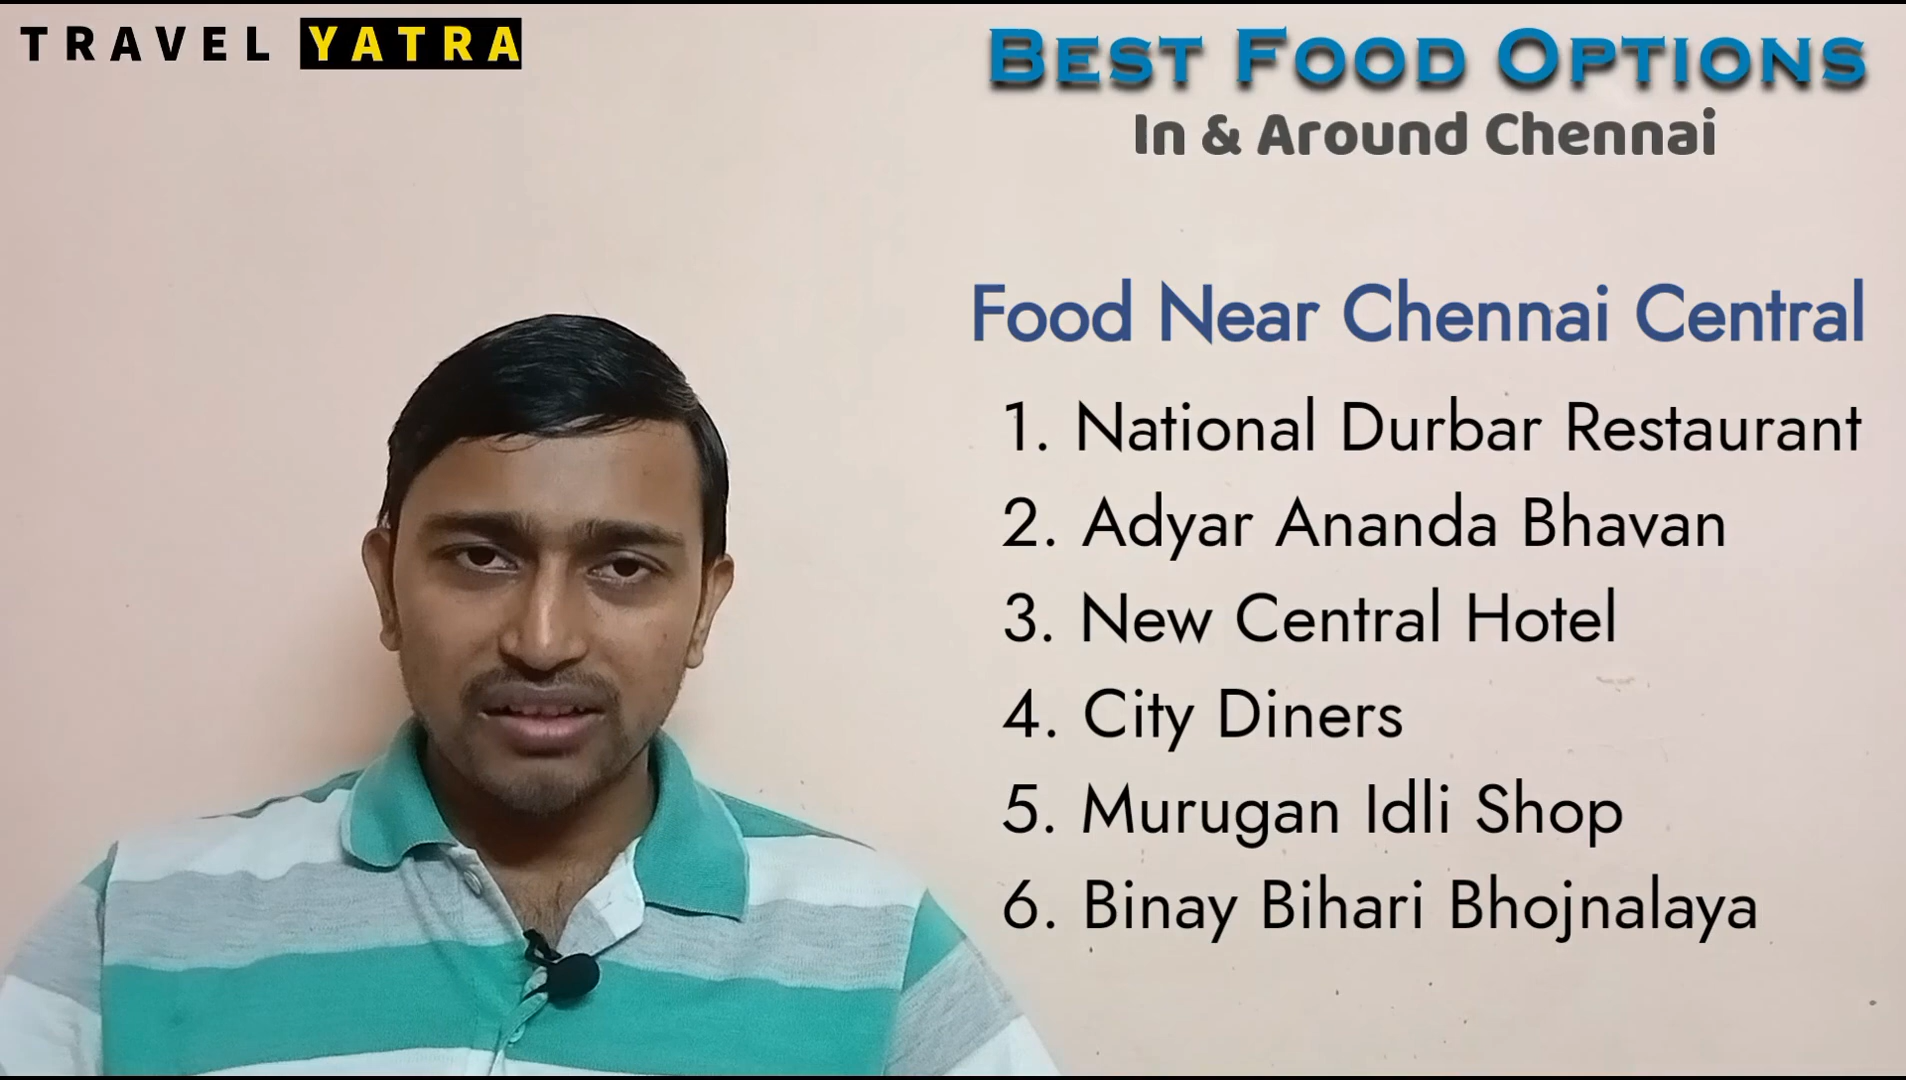 TRAVEL YATRA
BEST FOOD OPTIONS
In & Around Chennai
Food Near Chennai Central
1. National Durbar Restaurant
2. Adyar Ananda Bhavan
3. New Central Hotel
4. City Diners
5. Murugan Idli Shop
6. Binay Bihari Bhojnalaya